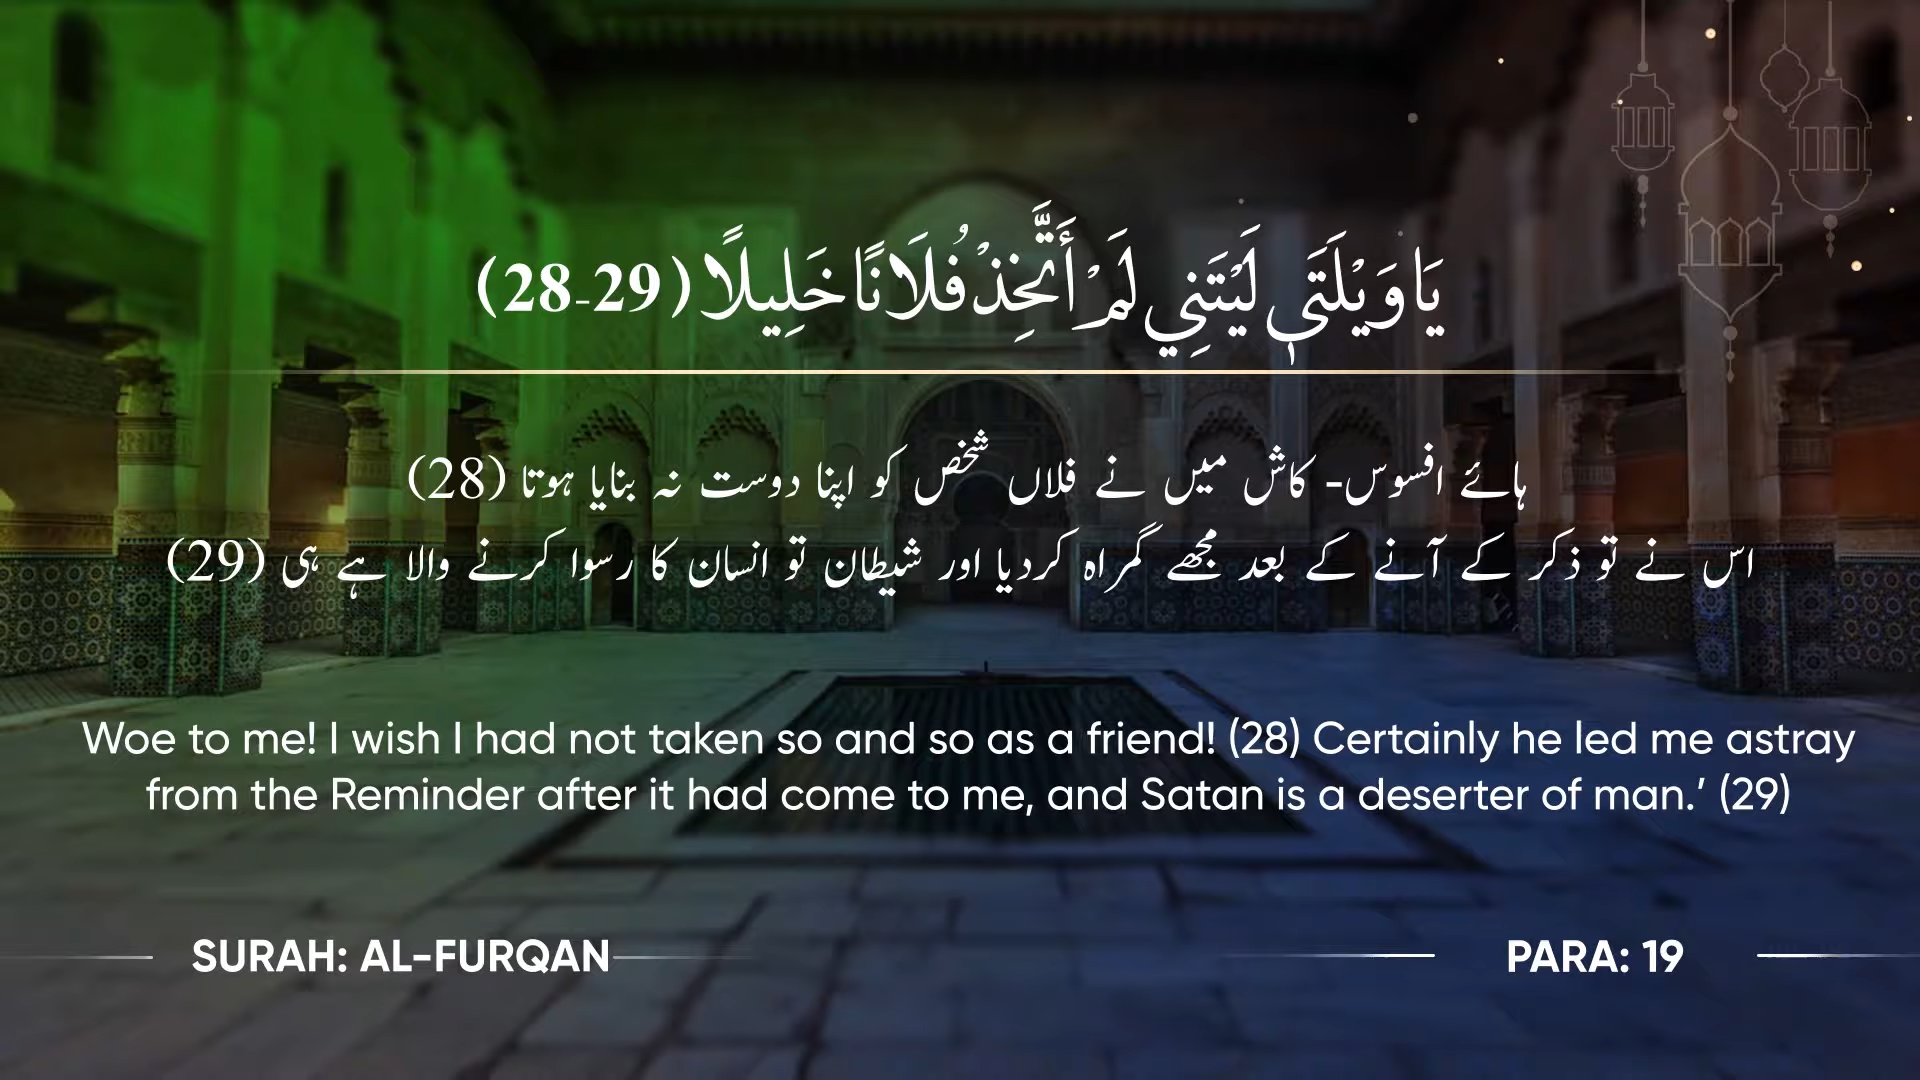 يَا وَيْلَتَىٰ لَيْتَنِي لَمْ أَتَّخِذْ فُلَانًا خَلِيلًا (28-29)
ہائے افسوس- کاش میں نے فلاں شخص کو اپنا دوست نہ بنایا ہوتا (28)
اس نے تو ذکر کے آنے کے بعد مجھے گمراہ کردیا اور شیطان تو انسان کا رسوا کرنے والا ہے ہی (29)
Woe to me! I wish I had not taken so and so as a friend! (28) Certainly he led me astray
from the Reminder after it had come to me, and Satan is a deserter of man.’ (29)
SURAH: AL-FURQAN
PARA: 19